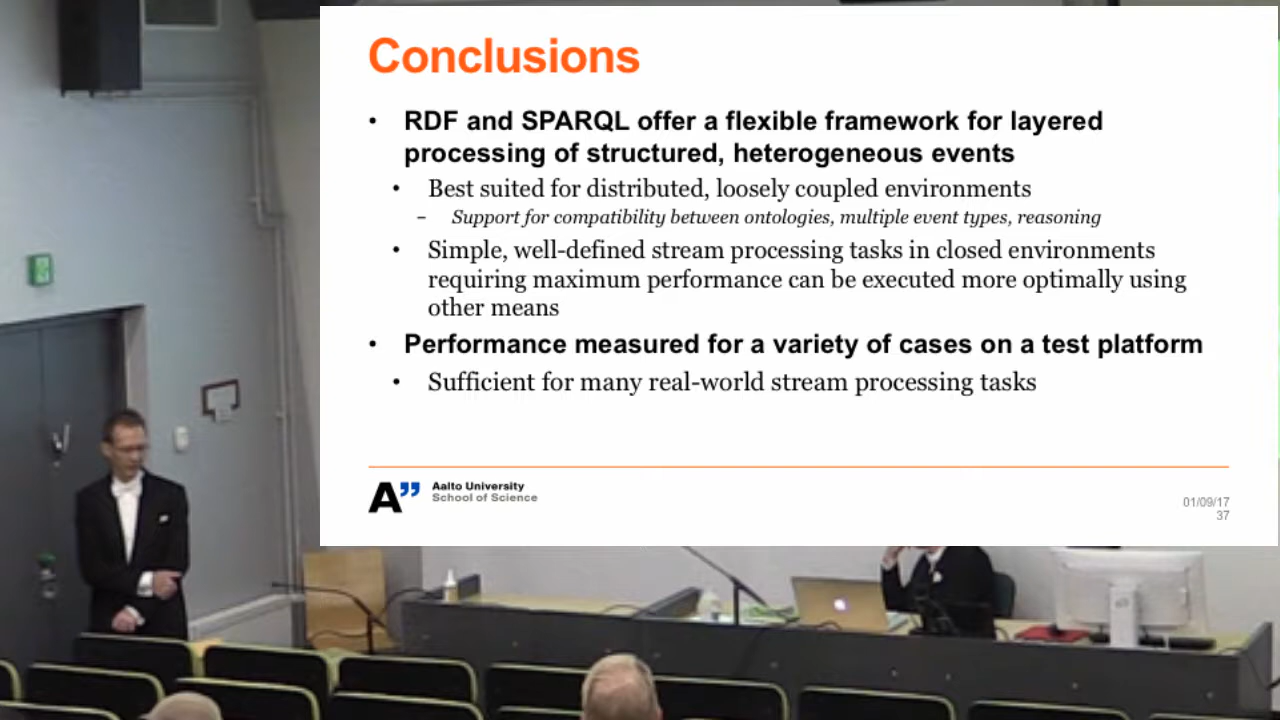 Conclusions
• RDF and SPARQL offer a flexible framework for layered
processing of structured, heterogeneous events
• Best suited for distributed, loosely coupled environments
– Support for compatibility between ontologies, multiple event types, reasoning
• Simple, well-defined stream processing tasks in closed environments
requiring maximum performance can be executed more optimally using
other means
• Performance measured for a variety of cases on a test platform
• Sufficient for many real-world stream processing tasks
A”
Aalto University
School of Science
01/09/17
37